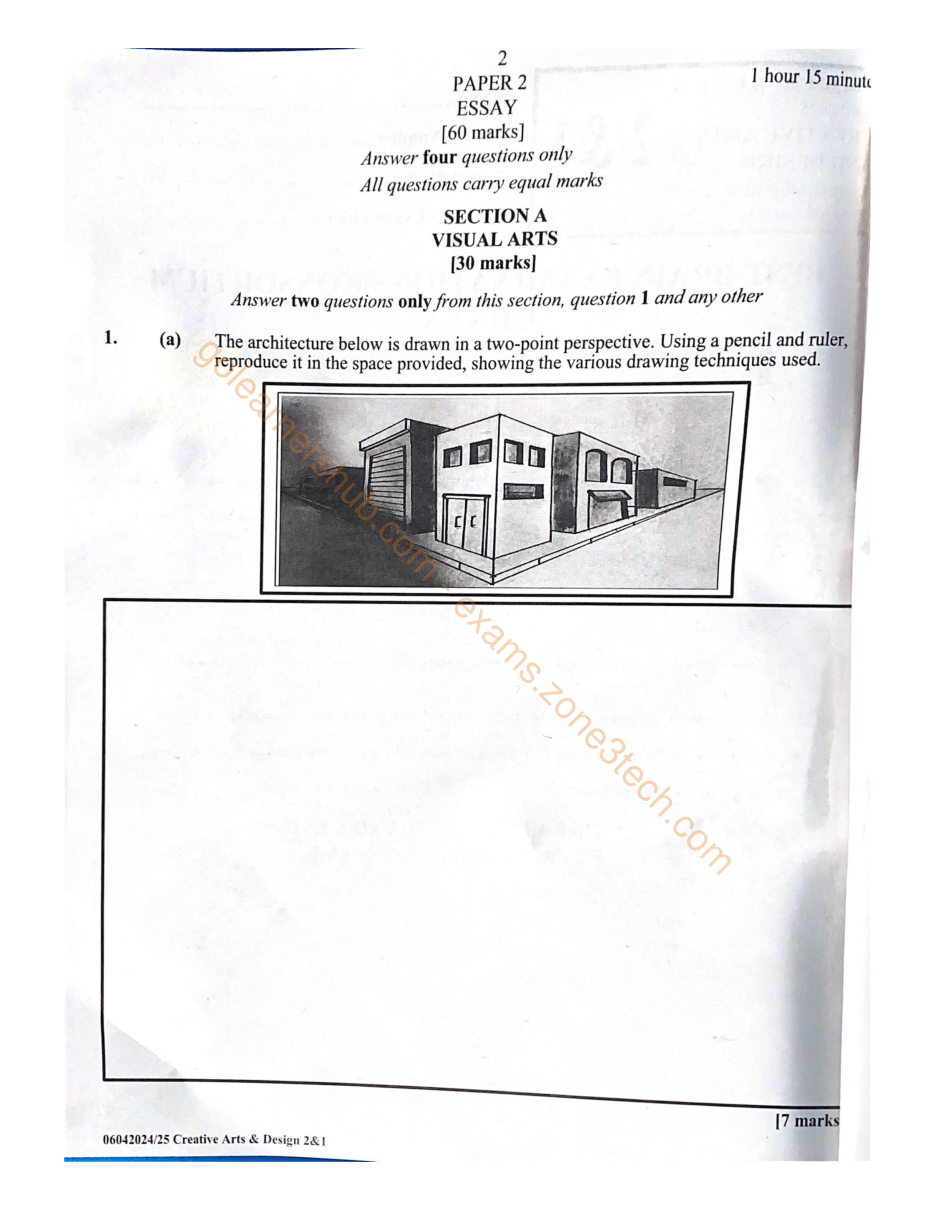 2
PAPER 2
1 hour 15 minute
ESSAY
[60 marks]
Answer four questions only
All questions carry equal marks
SECTION A
VISUAL ARTS
[30 marks]
Answer two questions only from this section, question 1 and any other
1. (a) The architecture below is drawn in a two-point perspective. Using a pencil and ruler,
reproduce it in the space provided, showing the various drawing techniques used.
golearnershub.com - exams.zone3tech.com
[7 marks
06042024/25 Creative Arts & Design 2&1